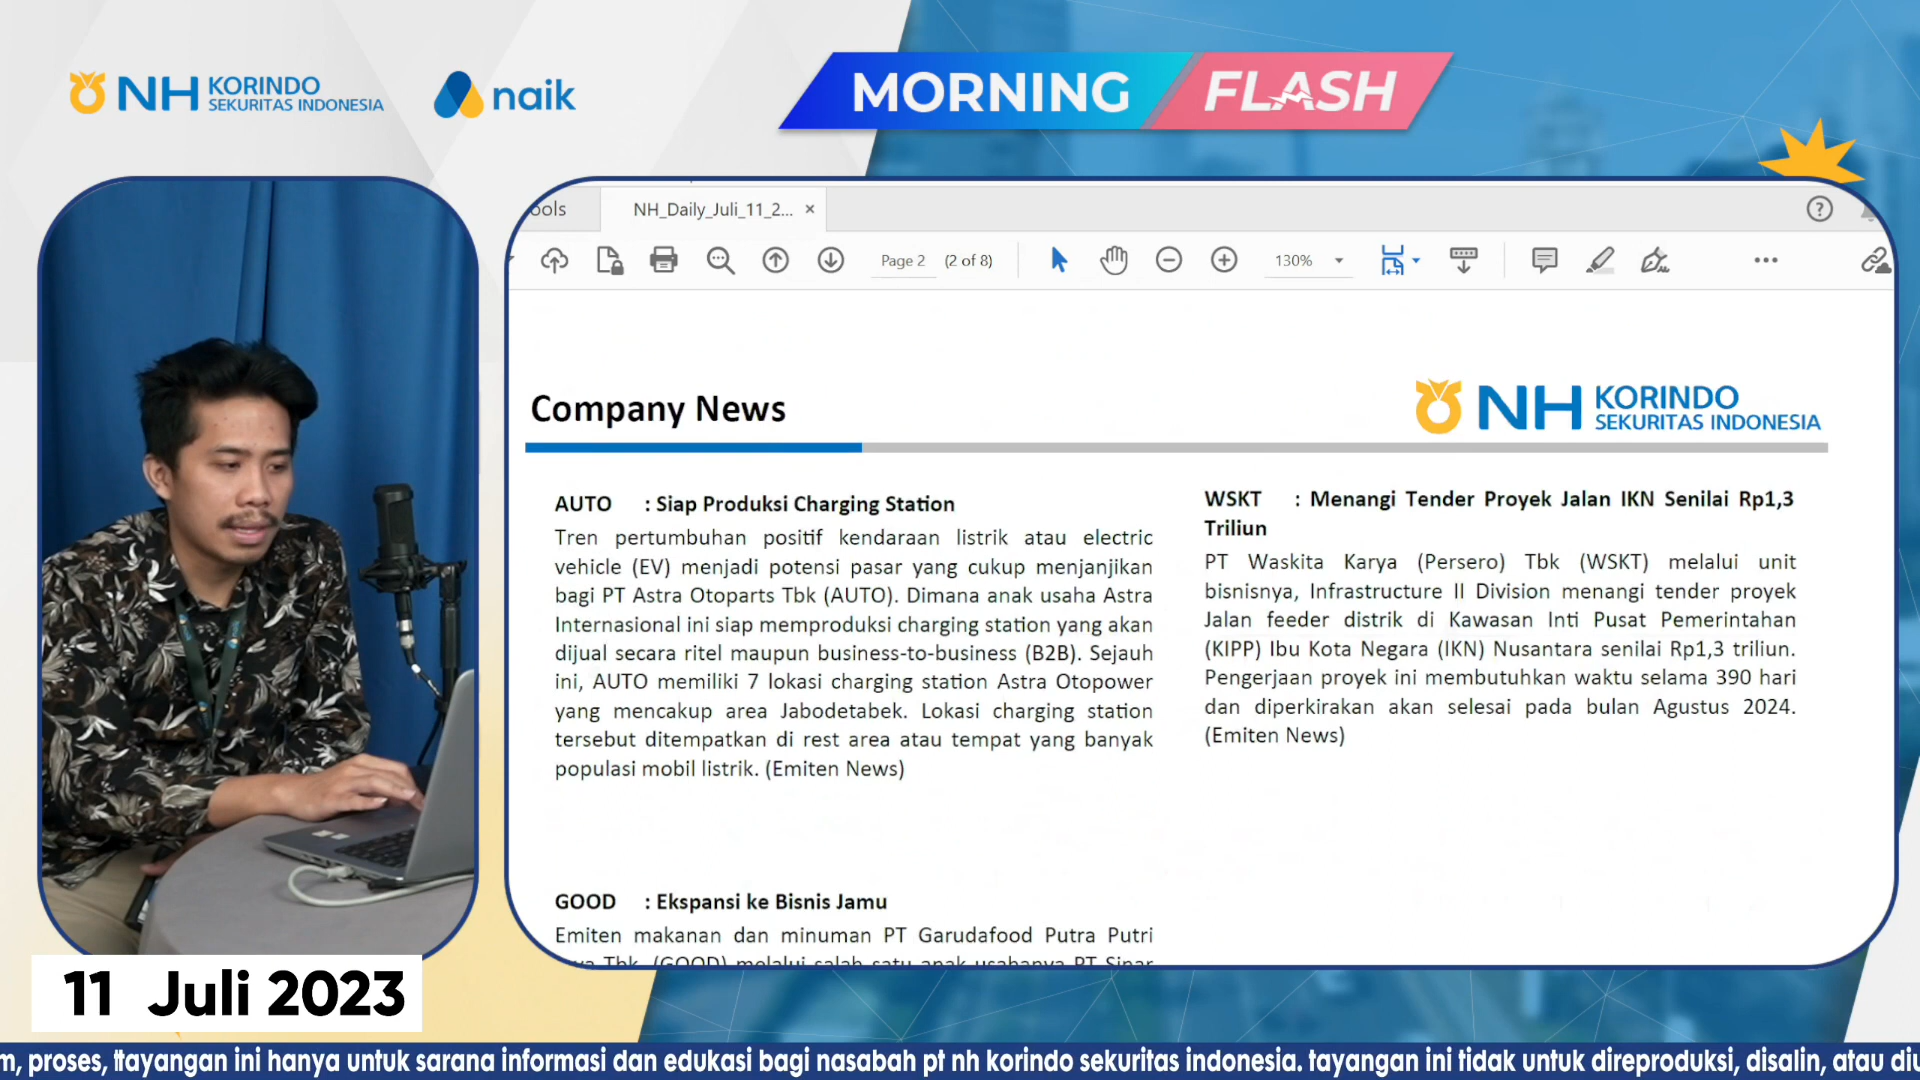 NH KORINDO
SEKURITAS INDONESIA
naik
MORNING FLASH
NH_Daily_Juli_11_2... ×
Page 2 (2 of 8)
130%
Company News
NH KORINDO
SEKURITAS INDONESIA
AUTO : Siap Produksi Charging Station
Tren pertumbuhan positif kendaraan listrik atau electric
vehicle (EV) menjadi potensi pasar yang cukup menjanjikan
bagi PT Astra Otoparts Tbk (AUTO). Dimana anak usaha Astra
Internasional ini siap memproduksi charging station yang akan
dijual secara ritel maupun business-to-business (B2B). Sejauh
ini, AUTO memiliki 7 lokasi charging station Astra Otopower
yang mencakup area Jabodetabek. Lokasi charging station
tersebut ditempatkan di rest area atau tempat yang banyak
populasi mobil listrik. (Emiten News)
GOOD : Ekspansi ke Bisnis Jamu
Emiten makanan dan minuman PT Garudafood Putra Putri
Tbk. (GOOD) melalui salah satu anak usahanya PT Sinar
WSKT : Menangi Tender Proyek Jalan IKN Senilai Rp1,3
Triliun
PT Waskita Karya (Persero) Tbk (WSKT) melalui unit
bisnisnya, Infrastructure II Division menangi tender proyek
Jalan feeder distrik di Kawasan Inti Pusat Pemerintahan
(KIPP) Ibu Kota Negara (IKN) Nusantara senilai Rp1,3 triliun.
Pengerjaan proyek ini membutuhkan waktu selama 390 hari
dan diperkirakan akan selesai pada bulan Agustus 2024.
(Emiten News)
11 Juli 2023
proses, tayangan ini hanya untuk sarana informasi dan edukasi bagi nasabah pt nh korindo sekuritas indonesia. tayangan ini tidak untuk direproduksi, disalin, atau